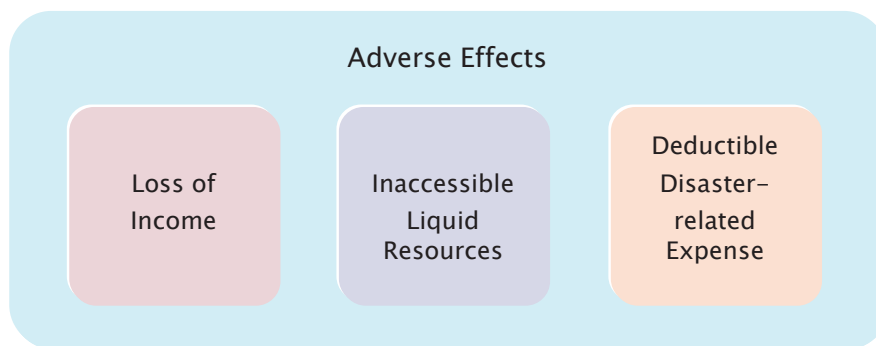 Adverse Effects
Loss of
Income
Inaccessible
Liquid
Resources
Deductible
Disaster-
related
Expense